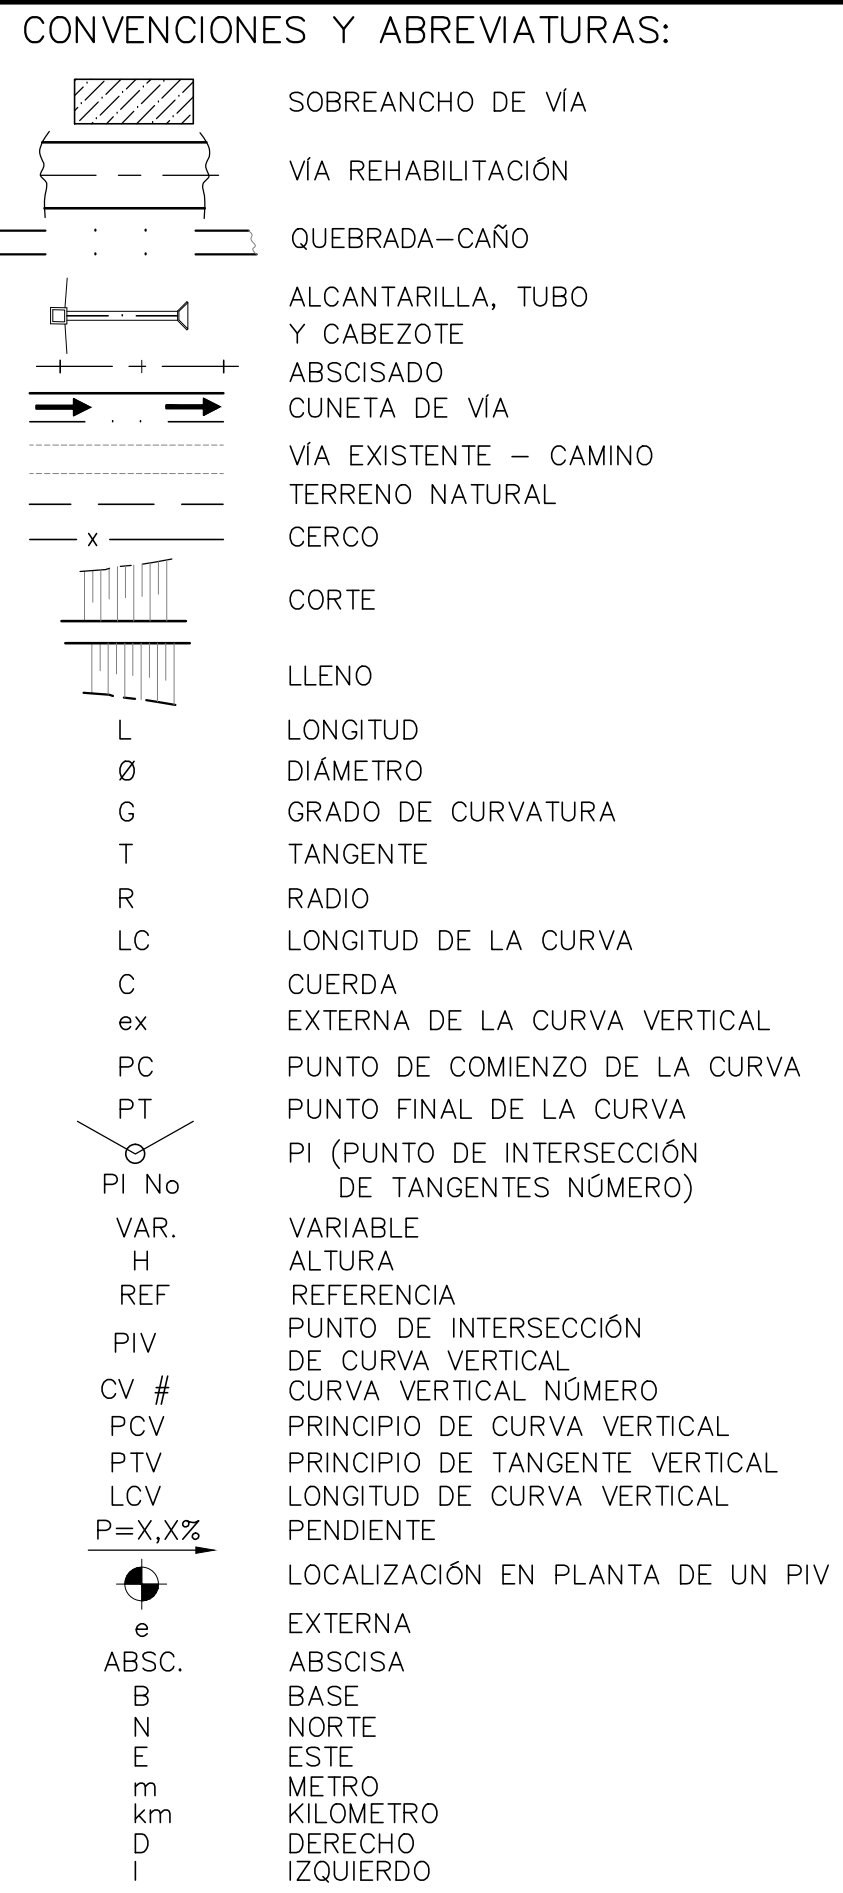 CONVENCIONES Y ABREVIATURAS:
SOBREANCHO DE VÍA
VÍA REHABILITACIÓN
QUEBRADA-CAÑO
ALCANTARILLA, TUBO
Y CABEZOTE
ABSCISADO
CUNETA DE VÍA
VÍA EXISTENTE - CAMINO
TERRENO NATURAL
x CERCO
CORTE
LLENO
L LONGITUD
Ø DIÁMETRO
G GRADO DE CURVATURA
T TANGENTE
R RADIO
LC LONGITUD DE LA CURVA
C CUERDA
ex EXTERNA DE LA CURVA VERTICAL
PC PUNTO DE COMIENZO DE LA CURVA
PT PUNTO FINAL DE LA CURVA
PI (PUNTO DE INTERSECCIÓN
PI No DE TANGENTES NÚMERO)
VAR. VARIABLE
H ALTURA
REF REFERENCIA
PIV PUNTO DE INTERSECCIÓN
DE CURVA VERTICAL
CV # CURVA VERTICAL NÚMERO
PCV PRINCIPIO DE CURVA VERTICAL
PTV PRINCIPIO DE TANGENTE VERTICAL
LCV LONGITUD DE CURVA VERTICAL
P=X,X% PENDIENTE
LOCALIZACIÓN EN PLANTA DE UN PIV
e EXTERNA
ABSC. ABSCISA
B BASE
N NORTE
E ESTE
m METRO
km KILOMETRO
D DERECHO
I IZQUIERDO